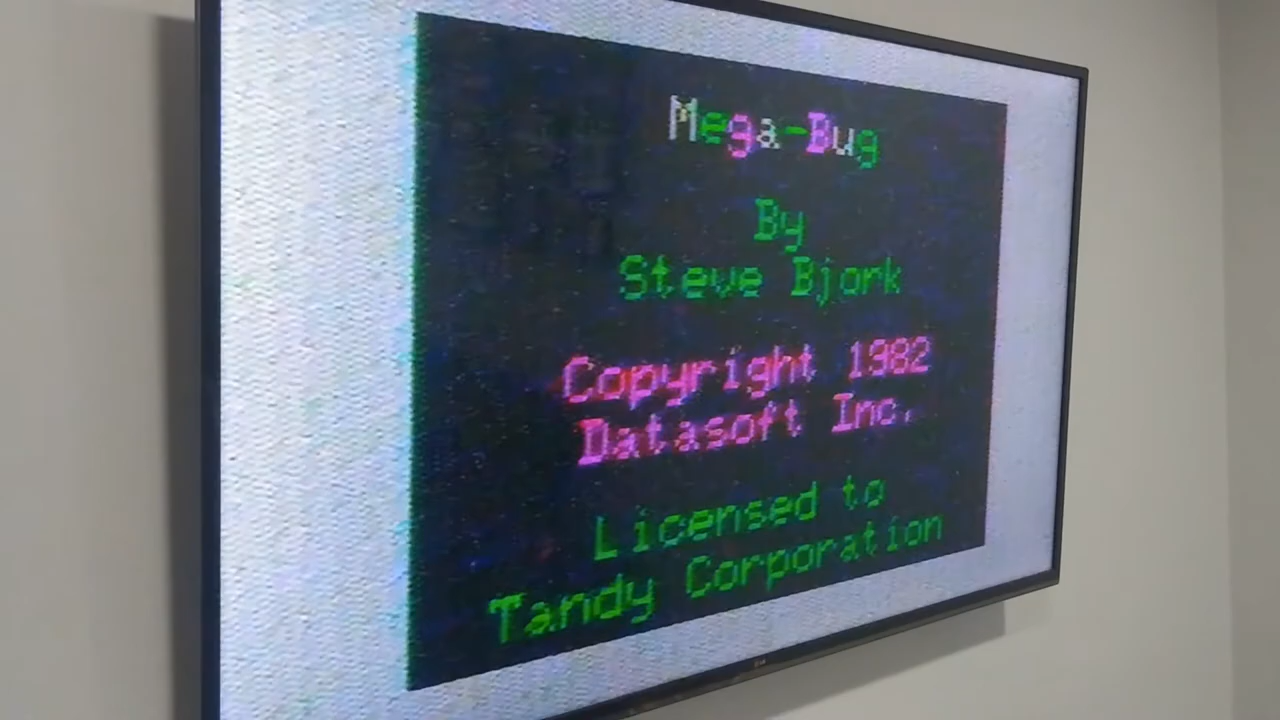 Mega-Bug
By
Steve Bjork
Copyright 1982
Datasoft Inc.
Licensed to
Tandy Corporation